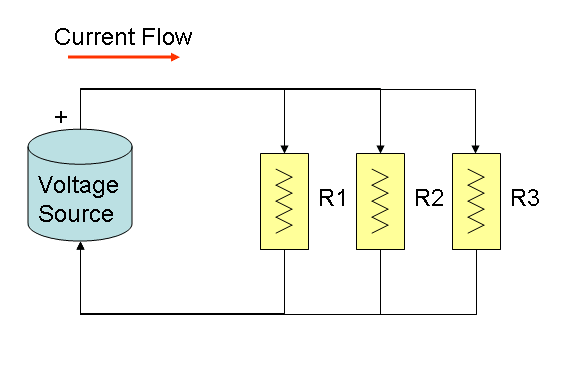 Current Flow
+
Voltage
Source
R1
R2
R3